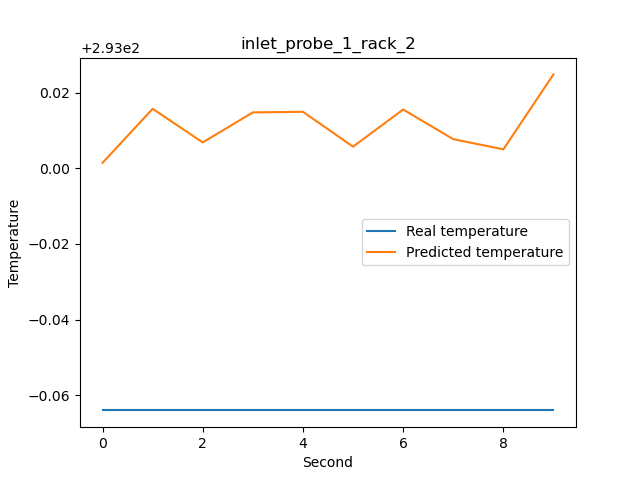 inlet_probe_1_rack_2
+2.93e2
0.02
0.00
−0.02
−0.04
−0.06
Temperature
Real temperature
Predicted temperature
0 2 4 6 8
Second